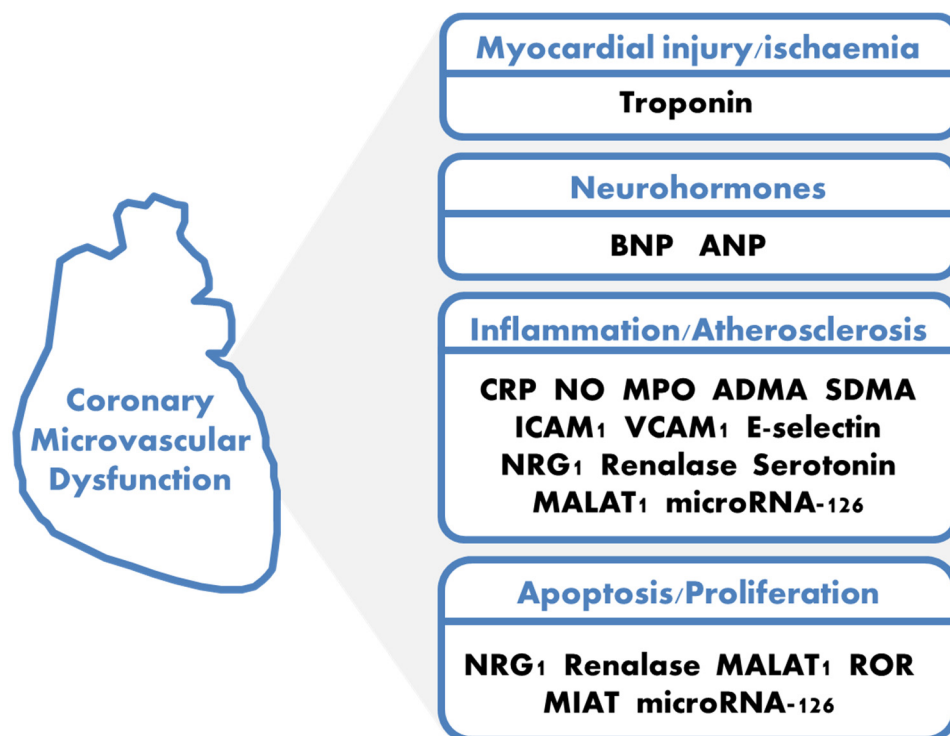 Coronary
Microvascular
Dysfunction
Myocardial injury/ischaemia
Troponin
Neurohormones
BNP ANP
Inflammation/Atherosclerosis
CRP NO MPO ADMA SDMA
ICAM1 VCAM1 E-selectin
NRG1 Renalase Serotonin
MALAT1 microRNA-126
Apoptosis/Proliferation
NRG1 Renalase MALAT1 ROR
MIAT microRNA-126